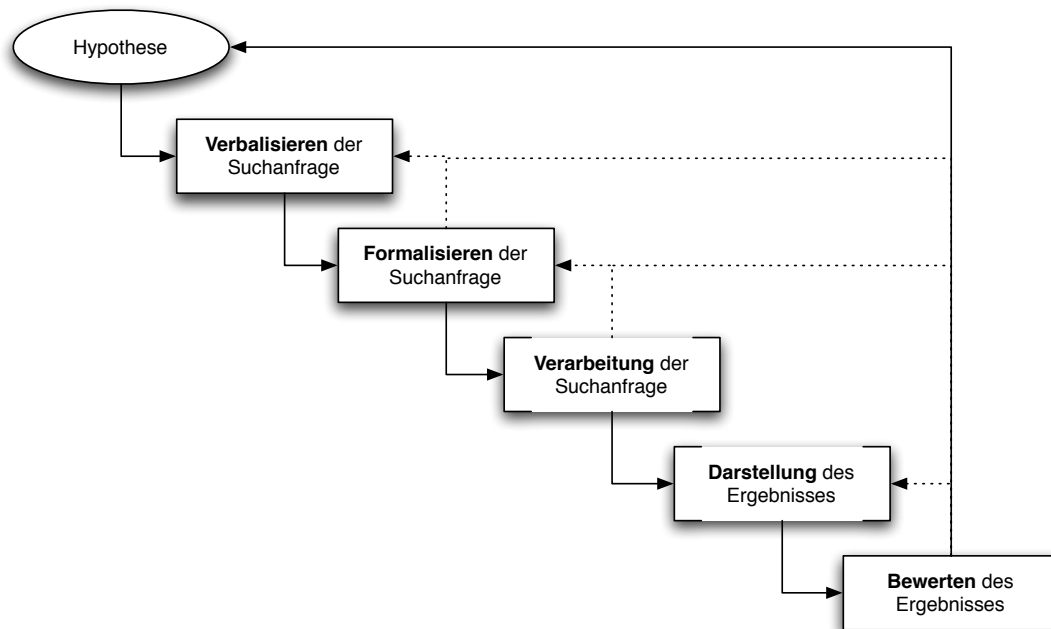 Hypothese
Verbalisieren der
Suchanfrage
Formalisieren der
Suchanfrage
Verarbeitung der
Suchanfrage
Darstellung des
Ergebnisses
Bewerten des
Ergebnisses